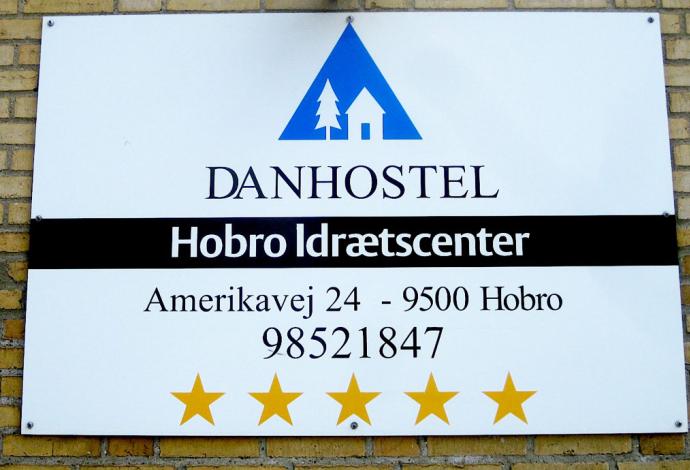 DANHOSTEL
Hobro Idrætscenter
Amerikavej 24 - 9500 Hobro
98521847